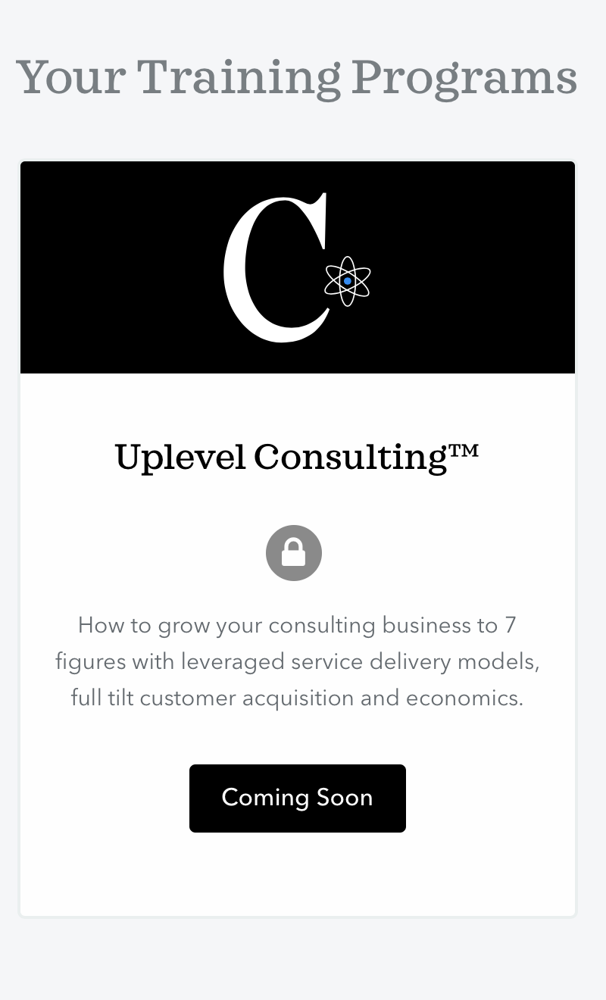 Your Training Programs
C
Uplevel Consulting™
How to grow your consulting business to 7
figures with leveraged service delivery models,
full tilt customer acquisition and economics.
Coming Soon